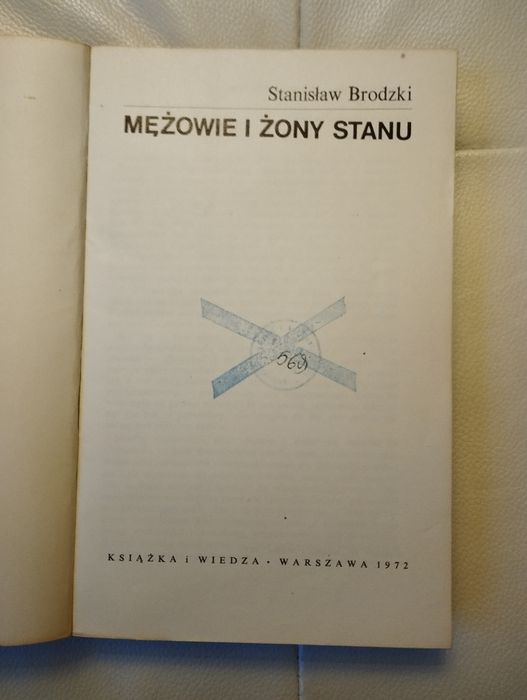 Stanisław Brodzki
MĘŻOWIE I ŻONY STANU
569
KSIĄŻKA i WIEDZA • WARSZAWA 1972